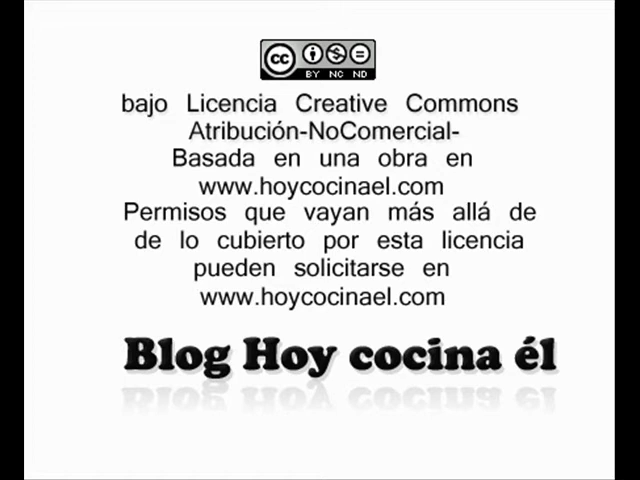 cc
BY NC ND
bajo Licencia Creative Commons
Atribución-NoComercial-
Basada en una obra en
www.hoycocinael.com
Permisos que vayan más allá de
de lo cubierto por esta licencia
pueden solicitarse en
www.hoycocinael.com
Blog Hoy cocina él